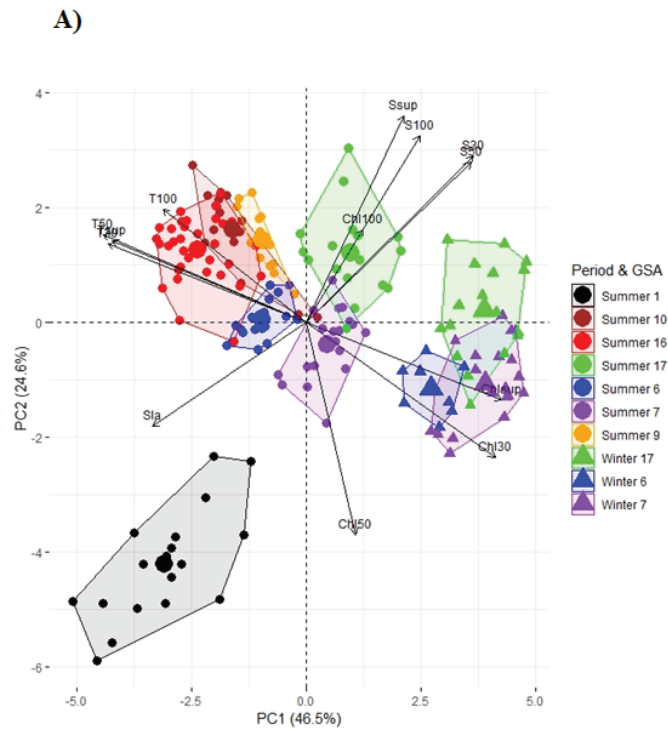 A)
Ssup
S100
S30
S50
T100
Chl100
T50
Tsup
Sla
Chlsup
Chl30
Chl50
4
2
0
-2
-4
-6
-5.0
-2.5
0.0
2.5
5.0
PC2 (24.6%)
PC1 (46.5%)
Period & GSA
Summer 1
Summer 10
Summer 16
Summer 17
Summer 6
Summer 7
Summer 9
Winter 17
Winter 6
Winter 7